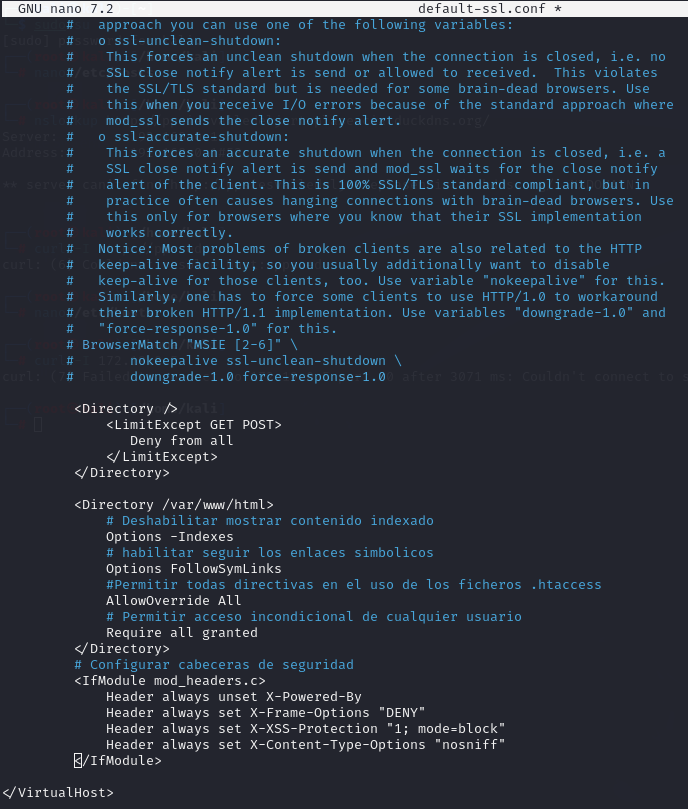 GNU nano 7.2 default-ssl.conf *
# approach you can use one of the following variables:
# o ssl-unclean-shutdown:
# This forces an unclean shutdown when the connection is closed, i.e. no
# SSL close notify alert is send or allowed to received. This violates
# the SSL/TLS standard but is needed for some brain-dead browsers. Use
# this when you receive I/O errors because of the standard approach where
# mod_ssl sends the close notify alert.
# o ssl-accurate-shutdown:
# This forces an accurate shutdown when the connection is closed, i.e. a
# SSL close notify alert is send and mod_ssl waits for the close notify
# alert of the client. This is 100% SSL/TLS standard compliant, but in
# practice often causes hanging connections with brain-dead browsers. Use
# this only for browsers where you know that their SSL implementation
# works correctly.
# Notice: Most problems of broken clients are also related to the HTTP
# keep-alive facility, so you usually additionally want to disable
# keep-alive for those clients, too. Use variable "nokeepalive" for this.
# Similarly, one has to force some clients to use HTTP/1.0 to workaround
# their broken HTTP/1.1 implementation. Use variables "downgrade-1.0" and
# "force-response-1.0" for this.
# BrowserMatch "MSIE [2-6]" \
# nokeepalive ssl-unclean-shutdown \
# downgrade-1.0 force-response-1.0
<Directory />
<LimitExcept GET POST>
Deny from all
</LimitExcept>
</Directory>
<Directory /var/www/html>
# Deshabilitar mostrar contenido indexado
Options -Indexes
# habilitar seguir los enlaces simbolicos
Options FollowSymLinks
#Permitir todas directivas en el uso de los ficheros .htaccess
AllowOverride All
# Permitir acceso incondicional de cualquier usuario
Require all granted
</Directory>
# Configurar cabeceras de seguridad
<IfModule mod_headers.c>
Header always unset X-Powered-By
Header always set X-Frame-Options "DENY"
Header always set X-XSS-Protection "1; mode=block"
Header always set X-Content-Type-Options "nosniff"
</IfModule>
</VirtualHost>